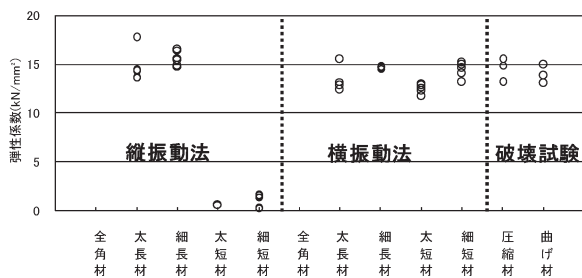 弾性係数(kN/mm²)
20
15
10
5
0
縦振動法
横振動法
破壊試験
全角材
太長材
細長材
太短材
細短材
全角材
太長材
細長材
太短材
細短材
圧縮材
曲げ材